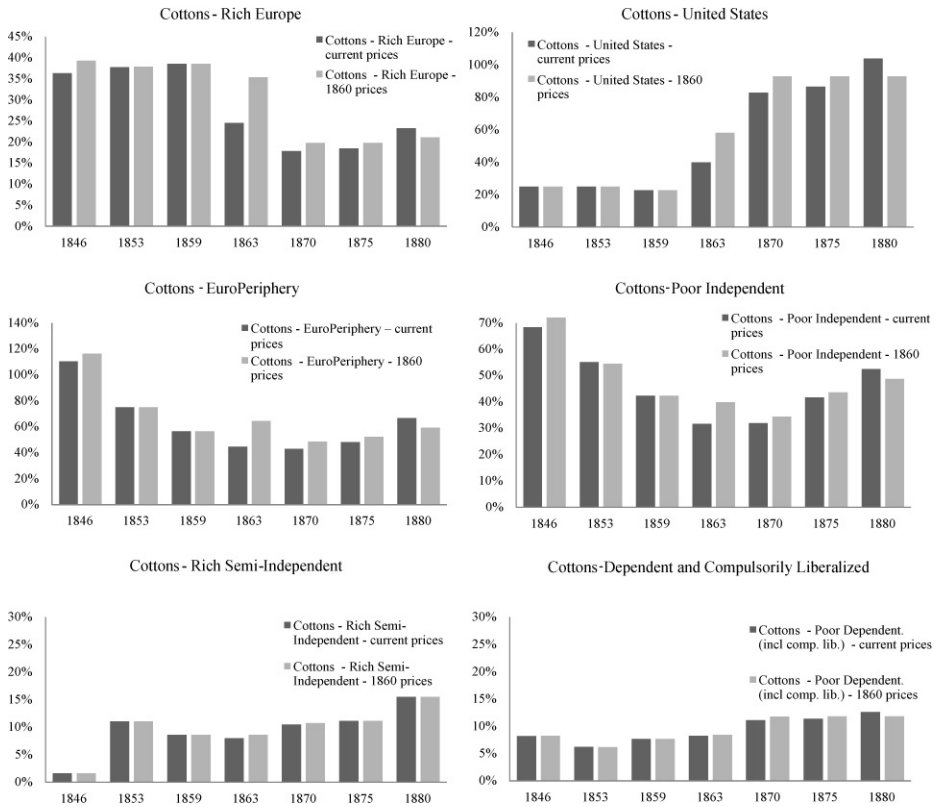 Cottons - Rich Europe
45%
40%
35%
30%
25%
20%
15%
10%
5%
0%
Cottons - Rich Europe -
current prices
Cottons - Rich Europe -
1860 prices
1846 1853 1859 1863 1870 1875 1880
Cottons - United States
120%
100%
80%
60%
40%
20%
0%
Cottons - United States -
current prices
Cottons - United States - 1860
prices
1846 1853 1859 1863 1870 1875 1880
Cottons - EuroPeriphery
140%
120%
100%
80%
60%
40%
20%
0%
Cottons - EuroPeriphery – current
prices
Cottons - EuroPeriphery - 1860
prices
1846 1853 1859 1863 1870 1875 1880
Cottons-Poor Independent
70%
60%
50%
40%
30%
20%
10%
0%
Cottons - Poor Independent - current
prices
Cottons - Poor Independent - 1860
prices
1846 1853 1859 1863 1870 1875 1880
Cottons - Rich Semi-Independent
30%
25%
20%
15%
10%
5%
0%
Cottons - Rich Semi-
Independent - current prices
Cottons - Rich Semi-
Independent - 1860 prices
1846 1853 1859 1863 1870 1875 1880
Cottons-Dependent and Compulsorily Liberalized
30%
25%
20%
15%
10%
5%
0%
Cottons - Poor Dependent.
(incl comp. lib.) - current prices
Cottons - Poor Dependent.
(incl comp. lib.) - 1860 prices
1846 1853 1859 1863 1870 1875 1880